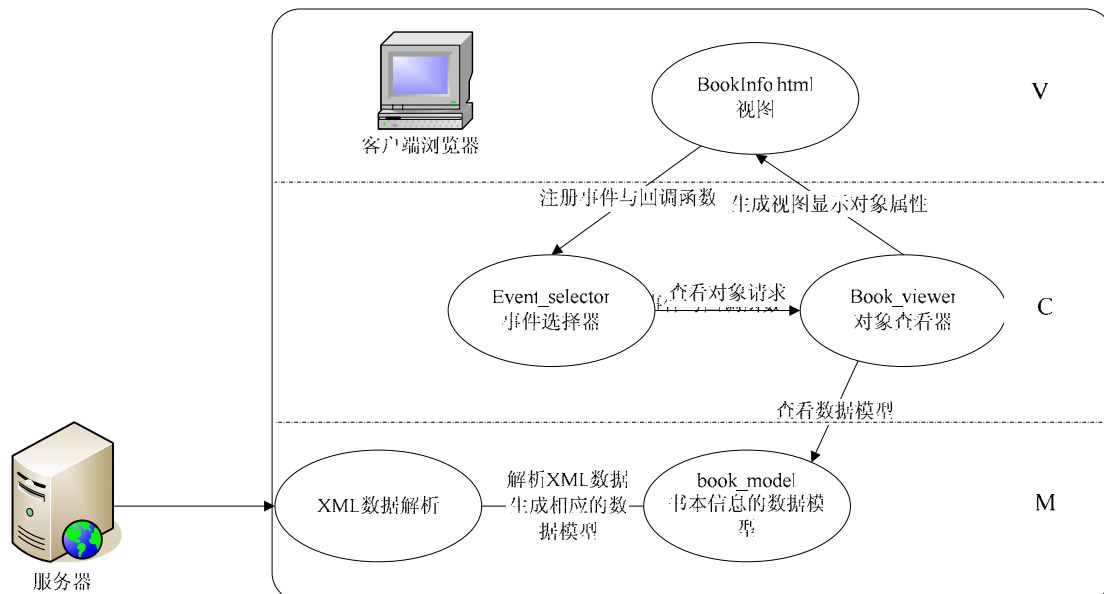 BookInfo html
视图
V
客户端浏览器
注册事件与回调函数
生成视图显示对象属性
Event_selector
事件选择器
查看对象请求
Book_viewer
对象查看器
C
查看数据模型
XML数据解析
解析XML数据
生成相应的数
据模型
book_model
书本信息的数据模
型
M
服务器